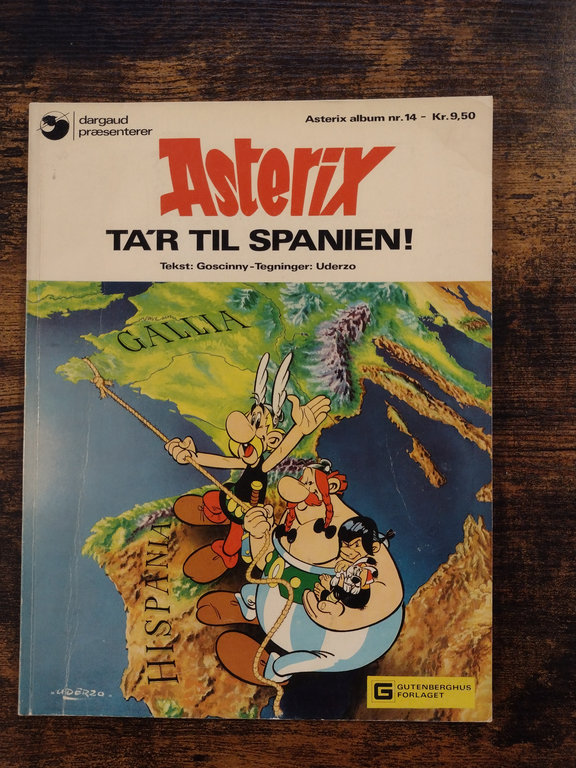 dargaud
præsenterer
Asterix album nr. 14 - Kr. 9,50
Asterix
TA'R TIL SPANIEN!
Tekst: Goscinny-Tegninger: Uderzo
GALLIA
HISPANIA
·UDERZO·
G GUTENBERGHUS
FORLAGET